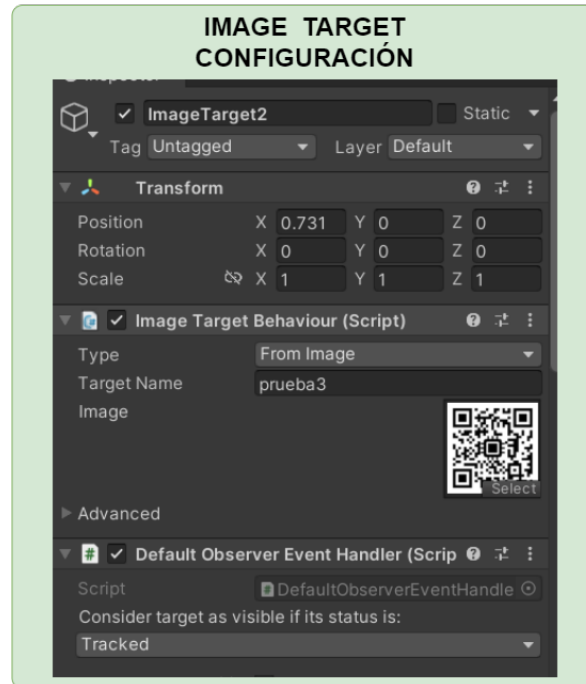 IMAGE TARGET
CONFIGURACIÓN
ImageTarget2 Static
Tag Untagged Layer Default
Transform
Position X 0.731 Y 0 Z 0
Rotation X 0 Y 0 Z 0
Scale X 1 Y 1 Z 1
Image Target Behaviour (Script)
Type From Image
Target Name prueba3
Image
Select
Advanced
# Default Observer Event Handler (Scrip
Script # DefaultObserverEventHandle
Consider target as visible if its status is:
Tracked